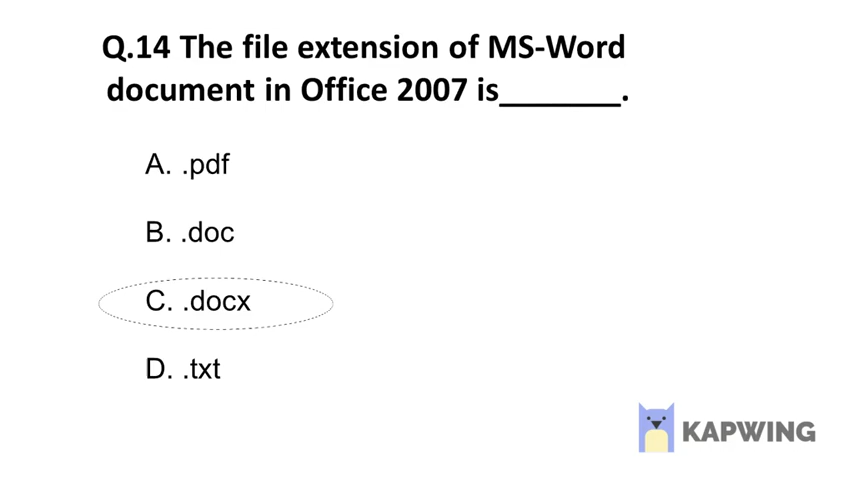 Q.14 The file extension of MS-Word
document in Office 2007 is_______.
A. .pdf
B. .doc
C. .docx
D. .txt
KAPWING